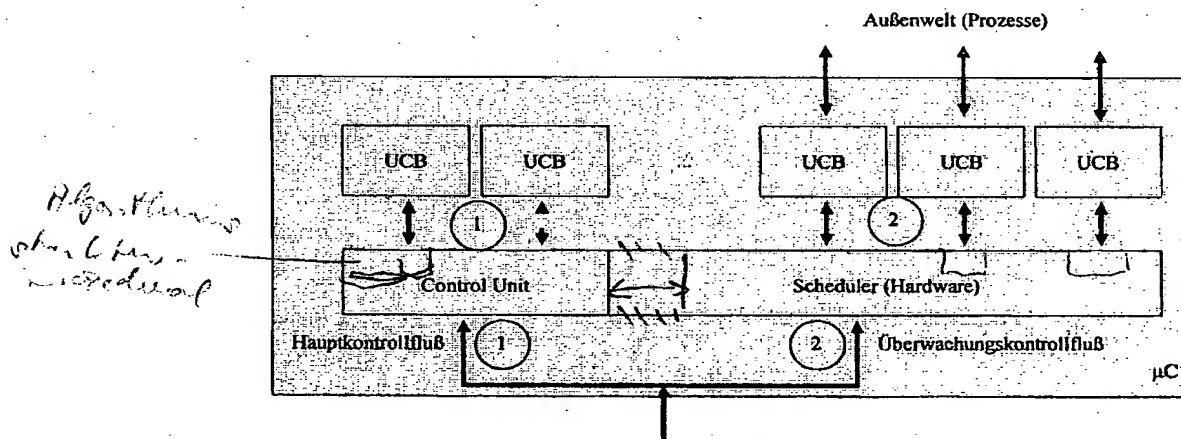 Außenwelt (Prozesse)
UCB UCB UCB UCB UCB
1 2
Control Unit Scheduler (Hardware)
Hauptkontrollfluß 1 2 Überwachungskontrollfluß
µC